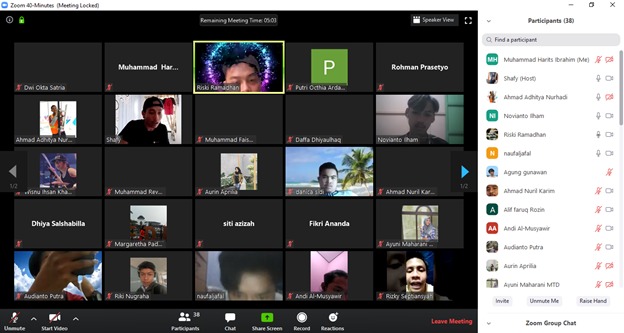 Zoom 40-Minutes (Meeting Locked)
Remaining Meeting Time: 05:03
Speaker View
Dwi Okta Satria
Muhammad Hari...
Riski Ramadhan
P
Putri Octhia Arda...
Rohman Prasetyo
Ahmad Adhitya Nur...
Shafy
Muhammad Fais...
Daffa Dhiyaulhaq
Novianto Ilham
1/2
Wisnu Ihsan Kha...
Muhammad Rev...
Aurin Aprilia
danica sidi
Ahmad Nuril Kar...
1/2
Dhiya Salshabilla
Margaretha Pad...
siti azizah
Fikri Ananda
Ayuni Maharani ...
Audianto Putra
Riki Nugraha
naufaljafal
Andi Al-Musyawir
Rizky Septiansyah
Unmute
Start Video
Participants
38
Chat
Share Screen
Record
Reactions
Leave Meeting
Participants (38)
Find a participant
MH Muhammad Harits Ibrahim (Me)
Shafy (Host)
Ahmad Adhitya Nurhadi
NI Novianto Ilham
Riski Ramadhan
N naufaljafal
Agung gunawan
Ahmad Nuril Karim
A Alif faruq Rozin
AA Andi Al-Musyawir
Audianto Putra
Aurin Aprilia
Ayuni Maharani MTD
Invite
Unmute Me
Raise Hand
Zoom Group Chat